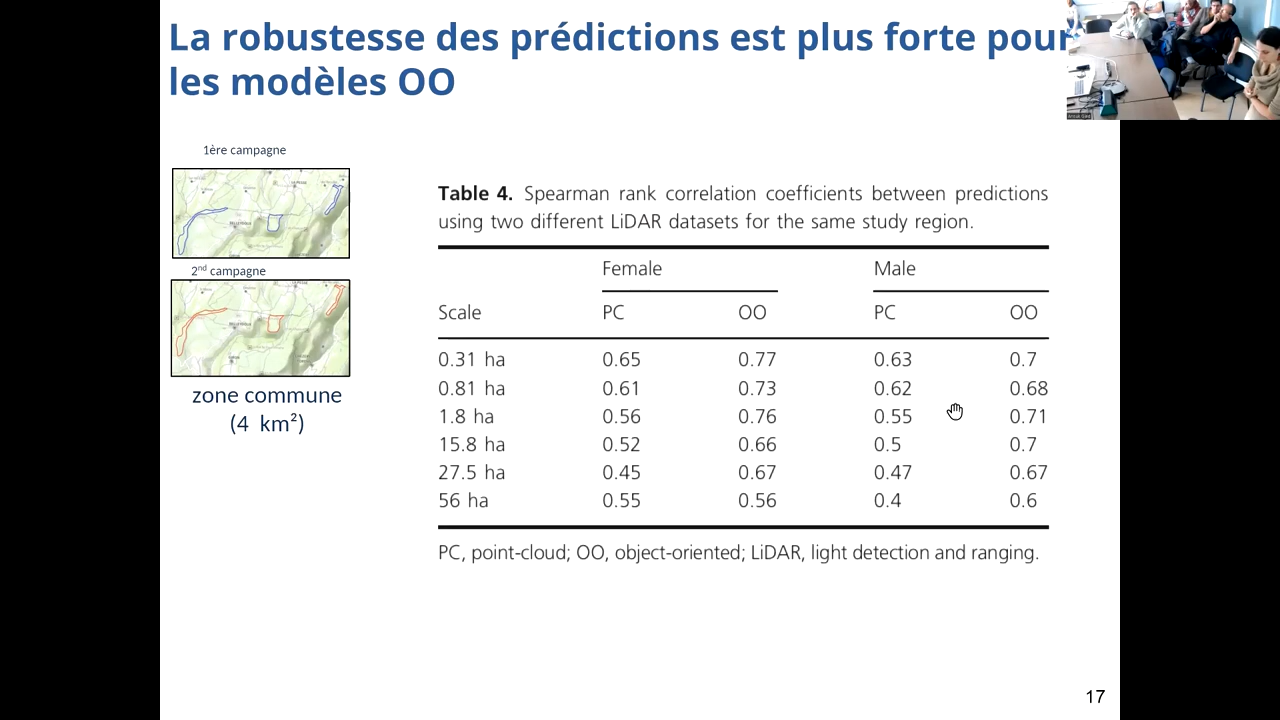 La robustesse des prédictions est plus forte pour
les modèles OO
1ère campagne
2nd campagne
zone commune
(4 km²)
Table 4. Spearman rank correlation coefficients between predictions
using two different LiDAR datasets for the same study region.
Female Male
Scale PC OO PC OO
0.31 ha 0.65 0.77 0.63 0.7
0.81 ha 0.61 0.73 0.62 0.68
1.8 ha 0.56 0.76 0.55 0.71
15.8 ha 0.52 0.66 0.5 0.7
27.5 ha 0.45 0.67 0.47 0.67
56 ha 0.55 0.56 0.4 0.6
PC, point-cloud; OO, object-oriented; LiDAR, light detection and ranging.
17